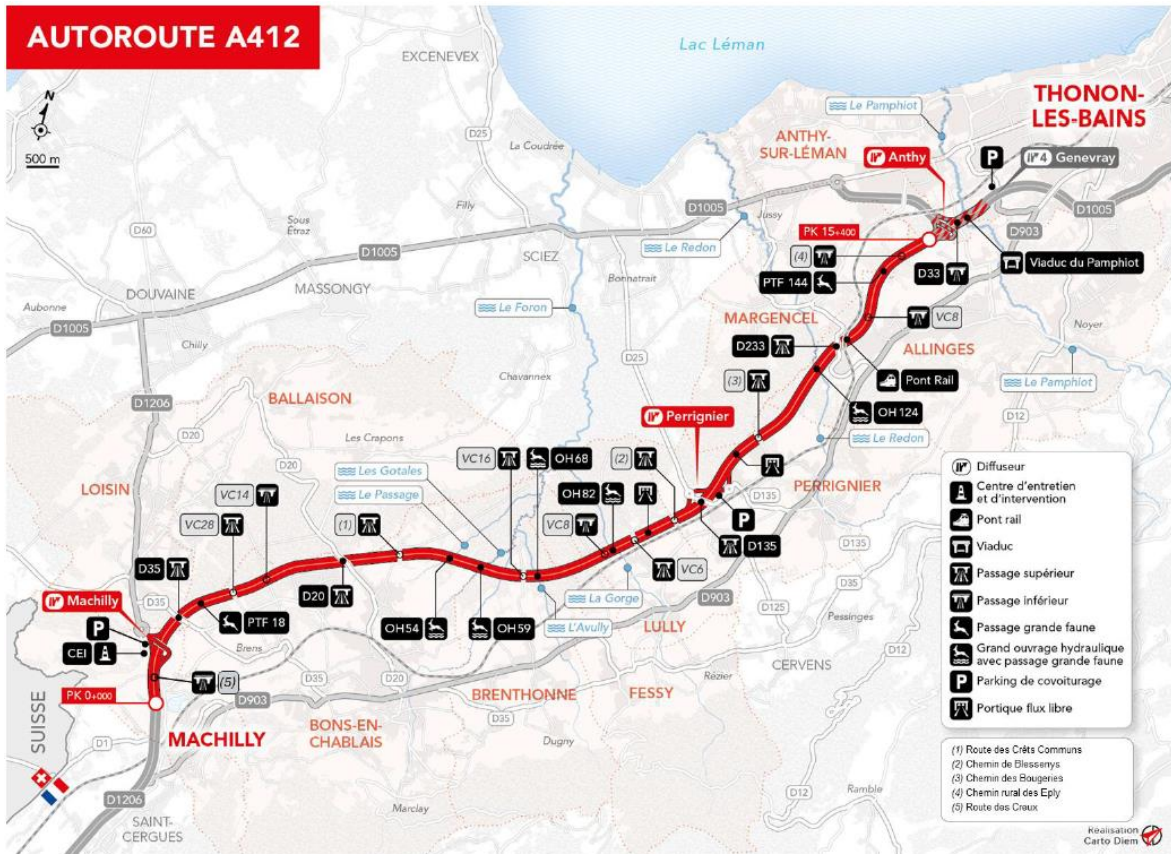 AUTOROUTE A412
N
500 m
Lac Léman
EXCENEVEX
La Coudrée
D25
Filly
Sous
Étraz
D60
D1005
DOUVAINE
MASSONGY
SCIEZ
Aubonne
D1005
Chilly
Le Foron
Bonnatrait
Jussy
Le Redon
D1005
ANTHY-
SUR-LÉMAN
Le Pamphiot
THONON-
LES-BAINS
Anthy
P
4 Genevray
D1005
D903
PK 15+400
(4)
PTF 144
D33
Viaduc du Pamphiot
MARGENCEL
VC8
Noyer
D233
ALLINGES
Pont Rail
Le Pamphiot
(3)
OH 124
Le Redon
D25
Chavannex
Perrignier
PERRIGNIER
D1206
D20
BALLAISON
Les Crapons
VC16
OH68
(2)
Les Gotales
Le Passage
OH82
VC8
D135
P
D135
D135
VC6
LOISIN
VC14
VC28
(1)
D35
D20
D35
Machilly
P
CEI
PTF 18
OH54
OH59
La Gorge
L'Avully
D903
D125
D35
Pessinges
D12
LULLY
CERVENS
Brens
D35
D20
(5)
PK 0+000
D903
BRENTHONNE
FESSY
Rézier
D35
BONS-EN-
CHABLAIS
Dugny
MACHILLY
SUISSE
D1
D1206
SAINT-
CERGUES
Marclay
D12
Ramble
D12
Diffuseur
Centre d'entretien
et d'intervention
Pont rail
Viaduc
Passage supérieur
Passage inférieur
Passage grande faune
Grand ouvrage hydraulique
avec passage grande faune
P Parking de covoiturage
Portique flux libre
(1) Route des Crêts Communs
(2) Chemin de Blessenys
(3) Chemin des Bougeries
(4) Chemin rural des Eply
(5) Route des Creux
Réalisation
Carto Diem